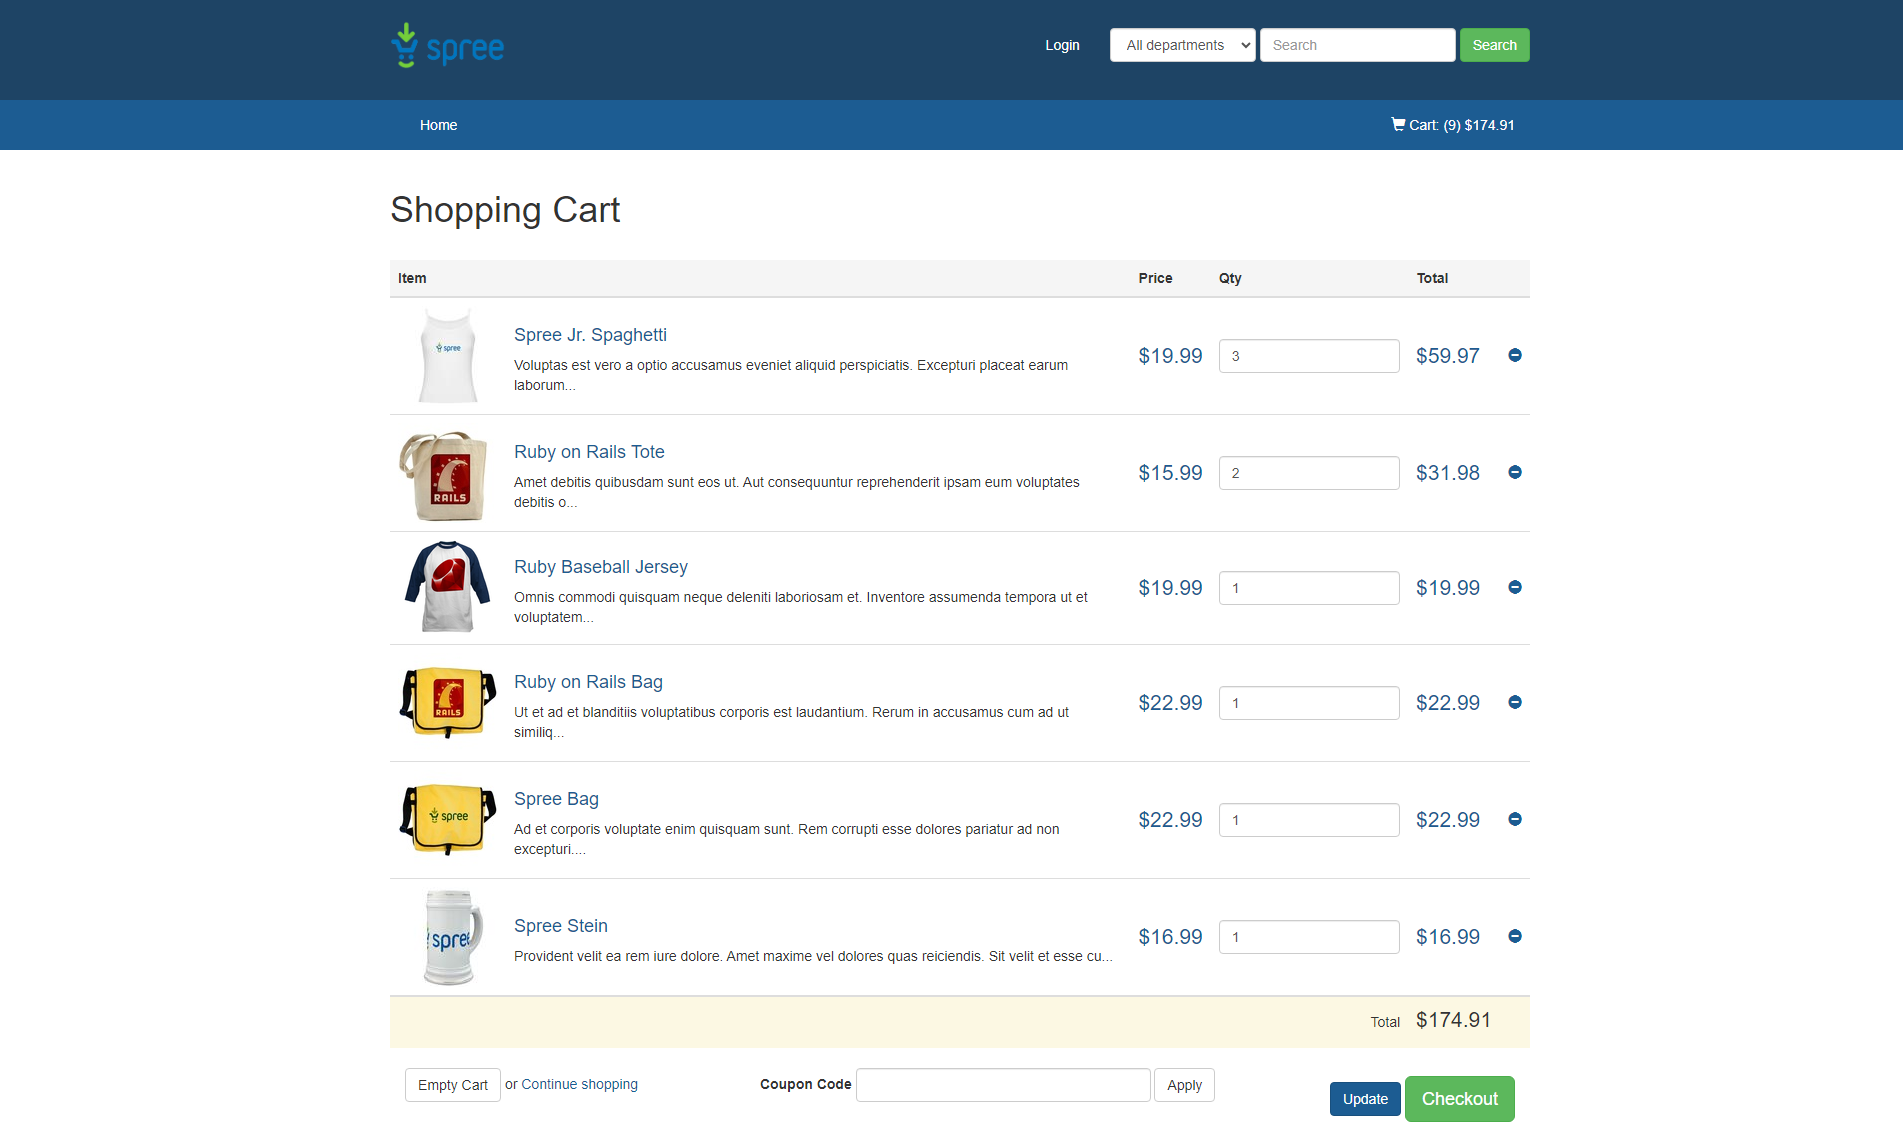 spree
Login
All departments
Search
Search
Home
Cart: (9) $174.91
Shopping Cart
Item Price Qty Total
spree
Spree Jr. Spaghetti
Voluptas est vero a optio accusamus eveniet aliquid perspiciatis. Excepturi placeat earum
laborum...
$19.99 3 $59.97
RAILS
Ruby on Rails Tote
Amet debitis quibusdam sunt eos ut. Aut consequuntur reprehenderit ipsam eum voluptates
debitis o...
$15.99 2 $31.98
Ruby Baseball Jersey
Omnis commodi quisquam neque deleniti laboriosam et. Inventore assumenda tempora ut et
voluptatem...
$19.99 1 $19.99
RAILS
Ruby on Rails Bag
Ut et ad et blanditiis voluptatibus corporis est laudantium. Rerum in accusamus cum ad ut
similiq...
$22.99 1 $22.99
spree
Spree Bag
Ad et corporis voluptate enim quisquam sunt. Rem corrupti esse dolores pariatur ad non
excepturi....
$22.99 1 $22.99
spree
Spree Stein
Provident velit ea rem iure dolore. Amet maxime vel dolores quas reiciendis. Sit velit et esse cu...
$16.99 1 $16.99
Total $174.91
Empty Cart or Continue shopping
Coupon Code
Apply
Update
Checkout